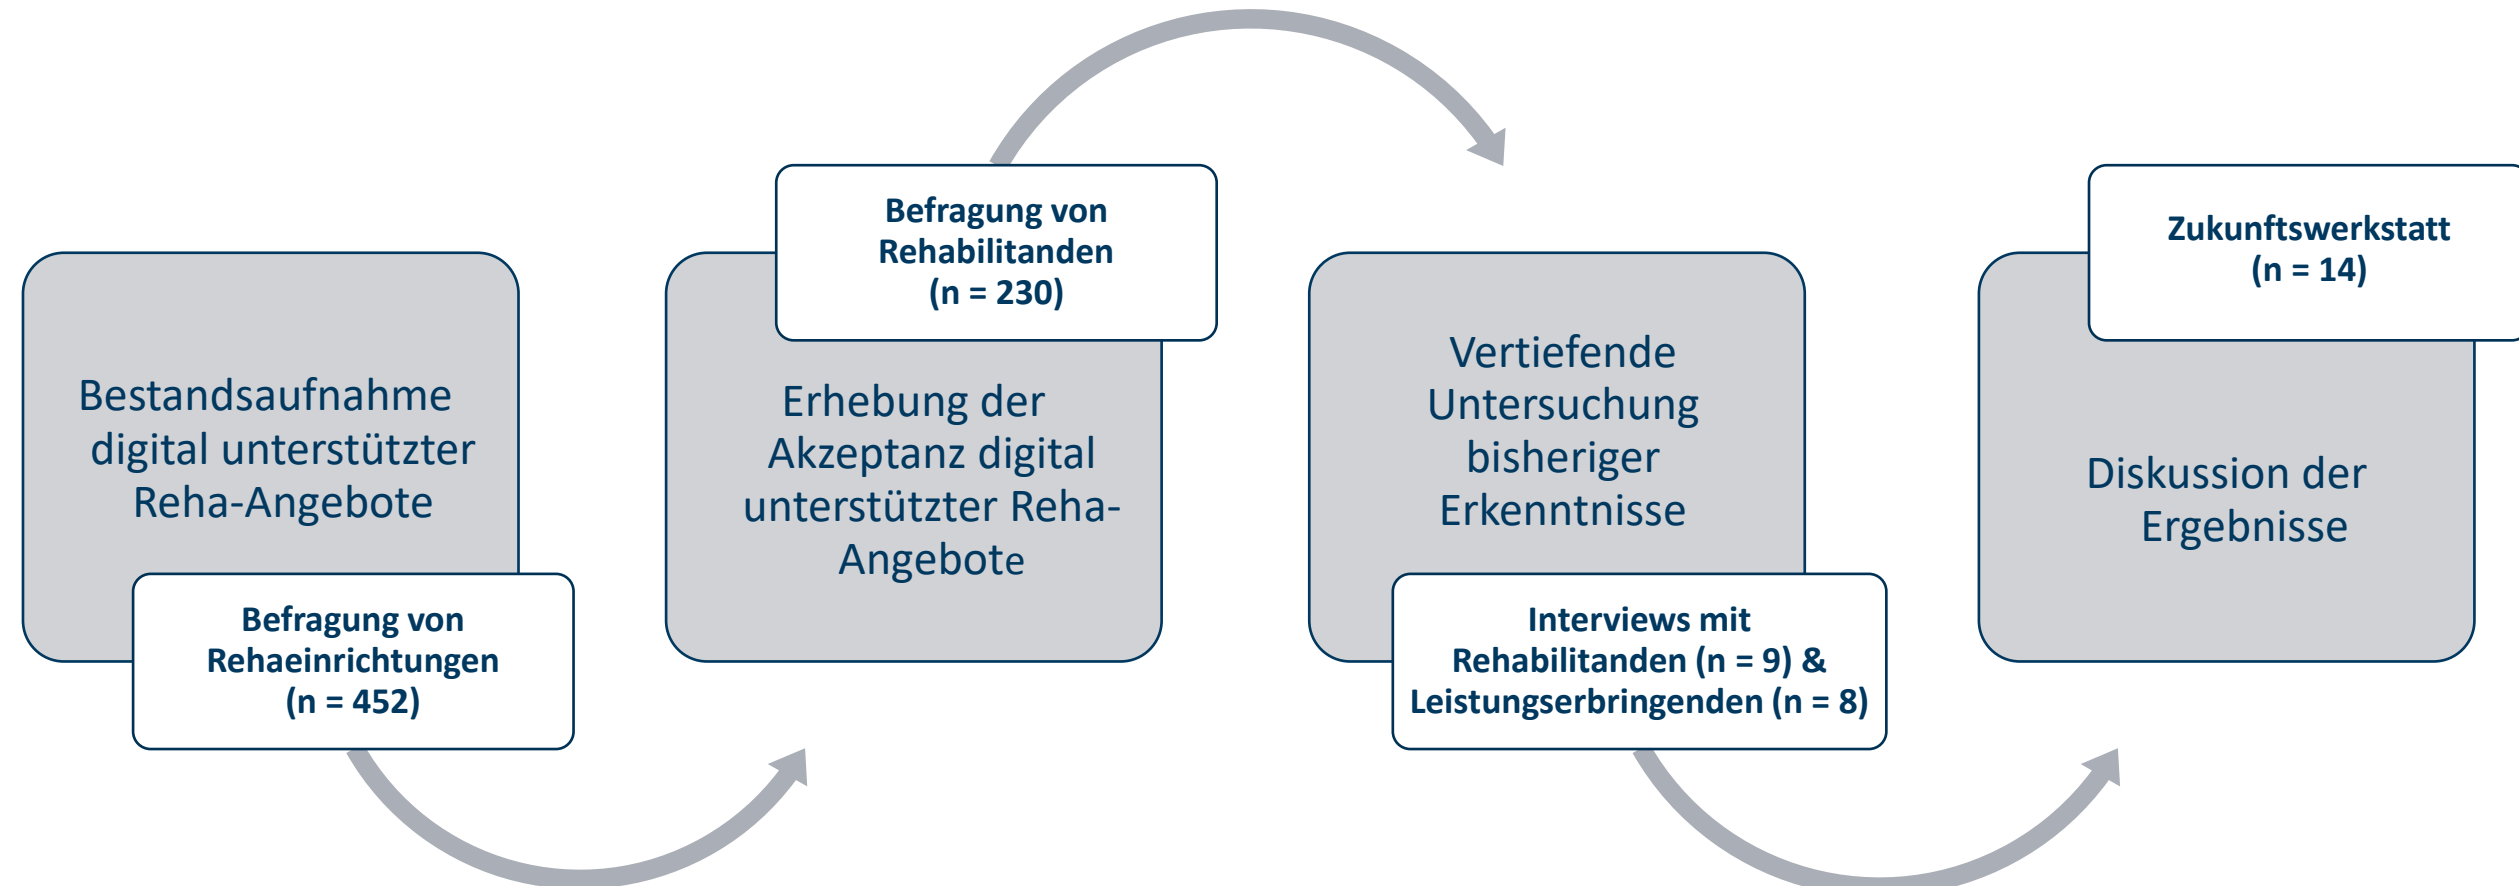 Bestandsaufnahme
digital unterstützter
Reha-Angebote
Befragung von
Rehaeinrichtungen
(n = 452)
Befragung von
Rehabilitanden
(n = 230)
Erhebung der
Akzeptanz digital
unterstützter Reha-
Angebote
Vertiefende
Untersuchung
bisheriger
Erkenntnisse
Interviews mit
Rehabilitanden (n = 9) &
Leistungserbringenden (n = 8)
Zukunftswerkstatt
(n = 14)
Diskussion der
Ergebnisse